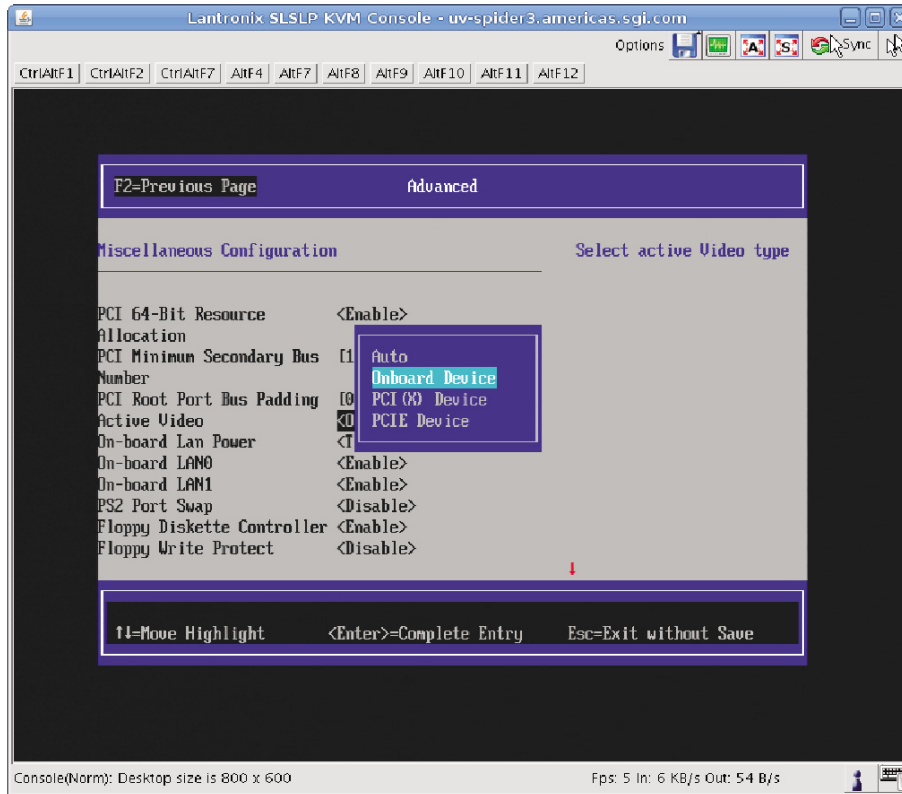 Lantronix SLSLP KVM Console - uv-spider3.americas.sgi.com
Options Sync
CtrlAltF1 CtrlAltF2 CtrlAltF7 AltF4 AltF7 AltF8 AltF9 AltF10 AltF11 AltF12
F2=Previous Page Advanced
Miscellaneous Configuration Select active Video type
PCI 64-Bit Resource <Enable>
Allocation
PCI Minimum Secondary Bus [1
Number
PCI Root Port Bus Padding [0
Active Video <O
On-board Lan Power <T
On-board LAN0 <Enable>
On-board LAN1 <Enable>
PS2 Port Swap <Disable>
Floppy Diskette Controller <Enable>
Floppy Write Protect <Disable>
Auto
Onboard Device
PCI(X) Device
PCIE Device
↓
↑↓=Move Highlight <Enter>=Complete Entry Esc=Exit without Save
Console(Norm): Desktop size is 800 x 600 Fps: 5 In: 6 KB/s Out: 54 B/s